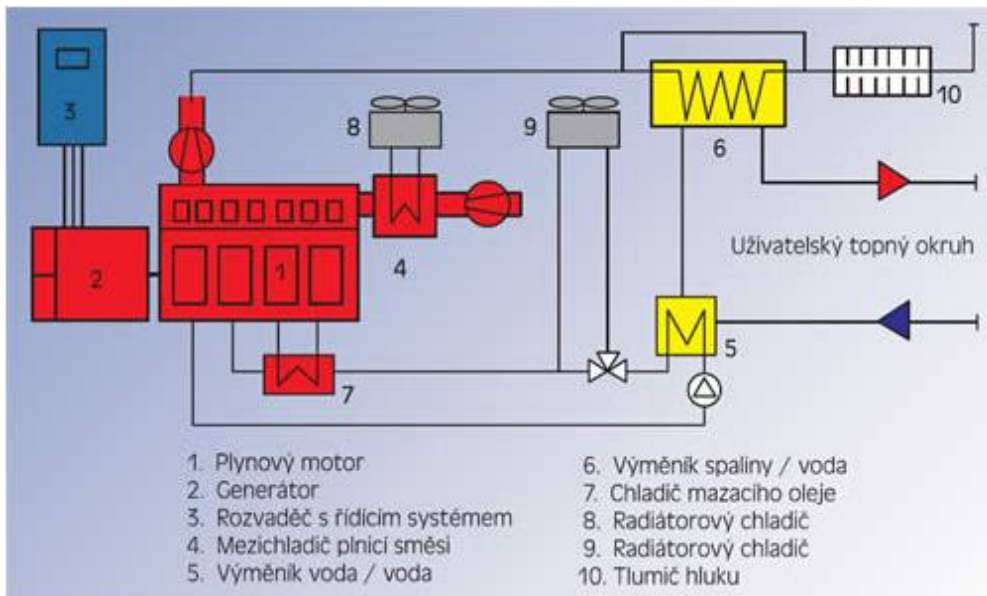 3
8
9
6
10
2
1
4
Uživatelský topný okruh
5
7
1. Plynový motor
2. Generátor
3. Rozvaděč s řídícím systémem
4. Mezichladič plnicí směsi
5. Výměník voda / voda
6. Výměník spaliny / voda
7. Chladič mazacího oleje
8. Radiátorový chladič
9. Radiátorový chladič
10. Tlumič hluku